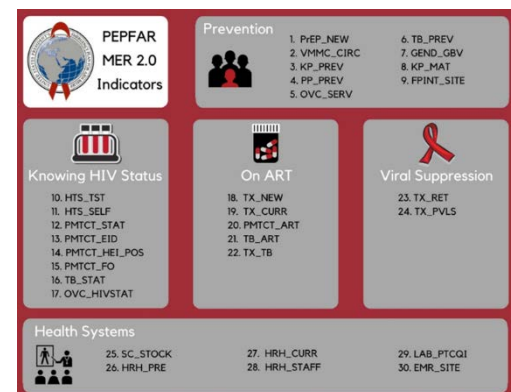 PEPFAR
MER 2.0
Indicators
Prevention
1. PrEP_NEW
2. VMMC_CIRC
3. KP_PREV
4. PP_PREV
5. OVC_SERV
6. TB_PREV
7. GEND_GBV
8. KP_MAT
9. FPINT_SITE
Knowing HIV Status
10. HTS_TST
11. HTS_SELF
12. PMTCT_STAT
13. PMTCT_EID
14. PMTCT_HEI_POS
15. PMTCT_FO
16. TB_STAT
17. OVC_HIVSTAT
On ART
18. TX_NEW
19. TX_CURR
20. PMTCT_ART
21. TB_ART
22. TX_TB
Viral Suppression
23. TX_RET
24. TX_PVLS
Health Systems
25. SC_STOCK
26. HRH_PRE
27. HRH_CURR
28. HRH_STAFF
29. LAB_PTCQI
30. EMR_SITE